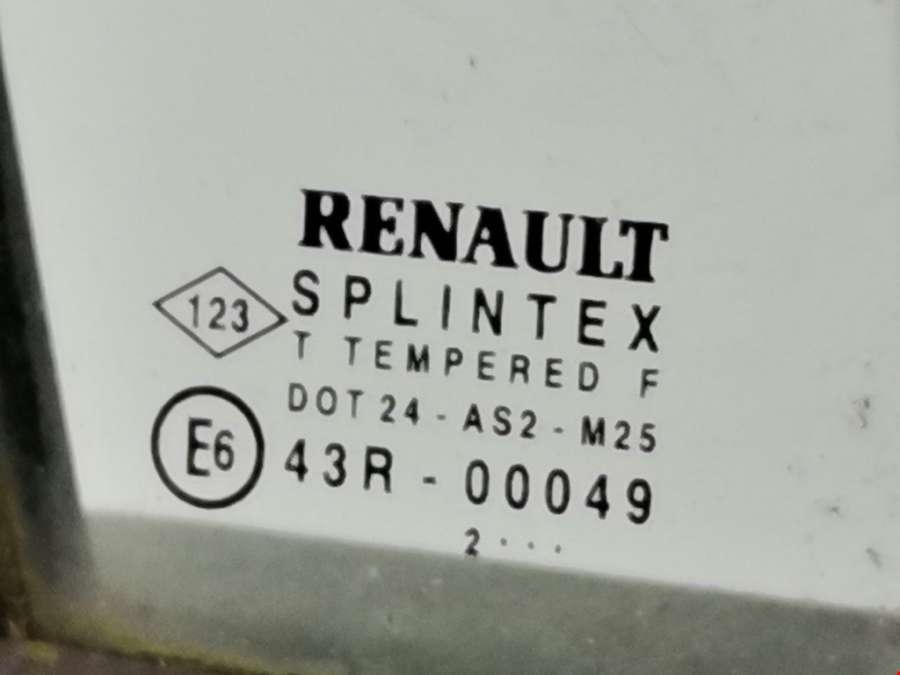 RENAULT
123
SPLINTEX
T TEMPERED F
DOT 24 - AS2 - M25
E6
43R - 00049
2 . . .